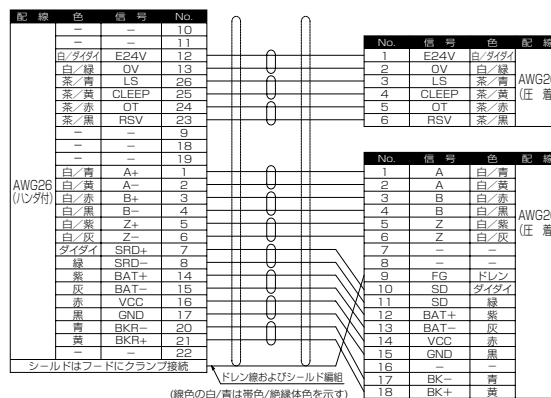 配 線 色 信 号 No.
－ － 10
－ － 11
白/ダイダイ E24V 12
白／緑 0V 13
茶／青 LS 26
茶／黄 CLEEP 25
茶／赤 OT 24
茶／黒 RSV 23
－ － 9
－ － 18
－ － 19
白／青 A+ 1
AWG26 白／黄 A− 2
(ハンダ付) 白／赤 B+ 3
白／黒 B− 4
白／紫 Z+ 5
白／灰 Z− 6
ダイダイ SRD+ 7
緑 SRD− 8
紫 BAT+ 14
灰 BAT− 15
赤 VCC 16
黒 GND 17
青 BKR− 20
黄 BKR+ 21
－ － 22
シールドはフードにクランプ接続
No. 信 号 色 配 線
1 E24V 白/ダイダイ
2 0V 白／緑
3 LS 茶／青 AWG26
4 CLEEP 茶／黄 (圧 着
5 OT 茶／赤
6 RSV 茶／黒
No. 信 号 色 配 線
1 A 白／青
2 A 白／黄
3 B 白／赤
4 B 白／黒 AWG26
5 Z 白／紫 (圧 着
6 Z 白／灰
7 － －
8 － －
9 FG ドレン
10 SD ダイダイ
11 SD 緑
12 BAT+ 紫
13 BAT− 灰
14 VCC 赤
15 GND 黒
16 － －
17 BK− 青
18 BK+ 黄
ドレン線およびシールド編組
(線色の白/青は帯色/絶縁体色を示す)